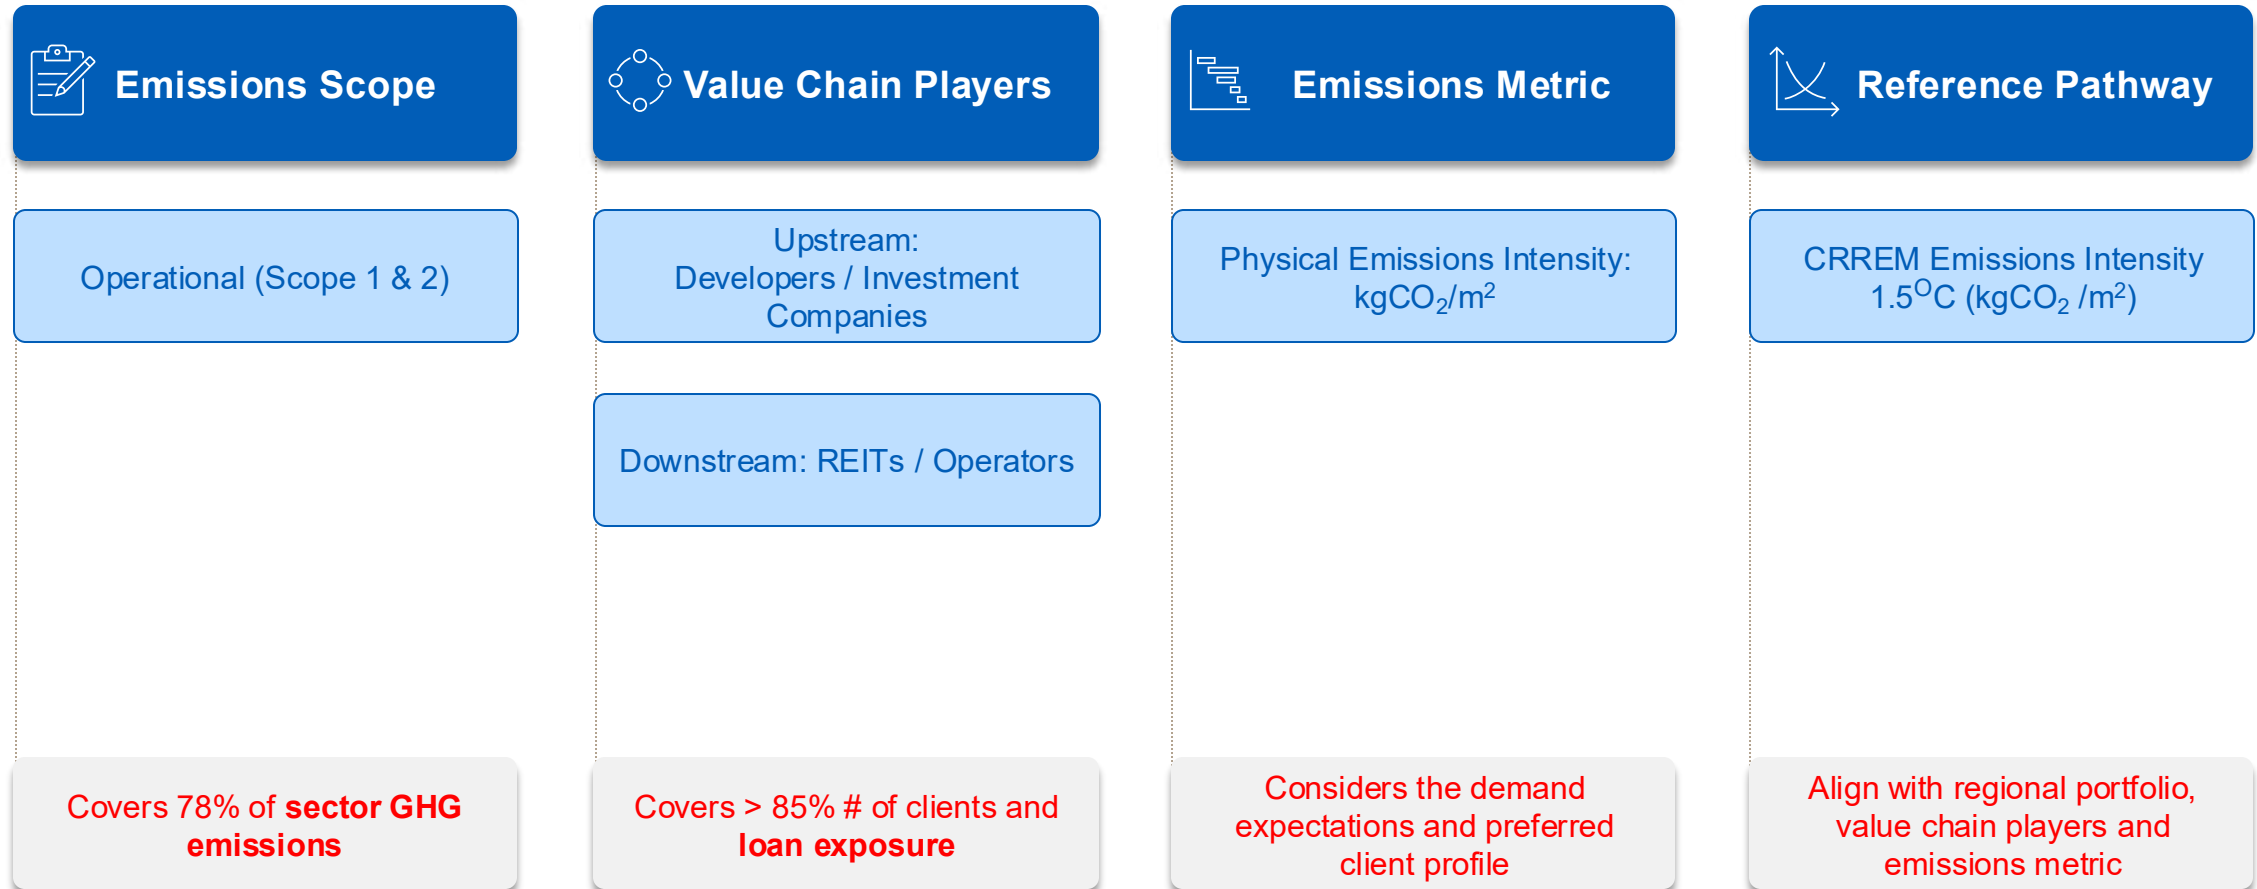 Emissions Scope
Value Chain Players
Emissions Metric
Reference Pathway
Operational (Scope 1 & 2)
Upstream:
Developers / Investment
Companies
Physical Emissions Intensity:
kgCO₂/m²
CRREM Emissions Intensity
1.5ᴼC (kgCO₂ /m²)
Downstream: REITs / Operators
Covers 78% of sector GHG
emissions
Covers > 85% # of clients and
loan exposure
Considers the demand
expectations and preferred
client profile
Align with regional portfolio,
value chain players and
emissions metric